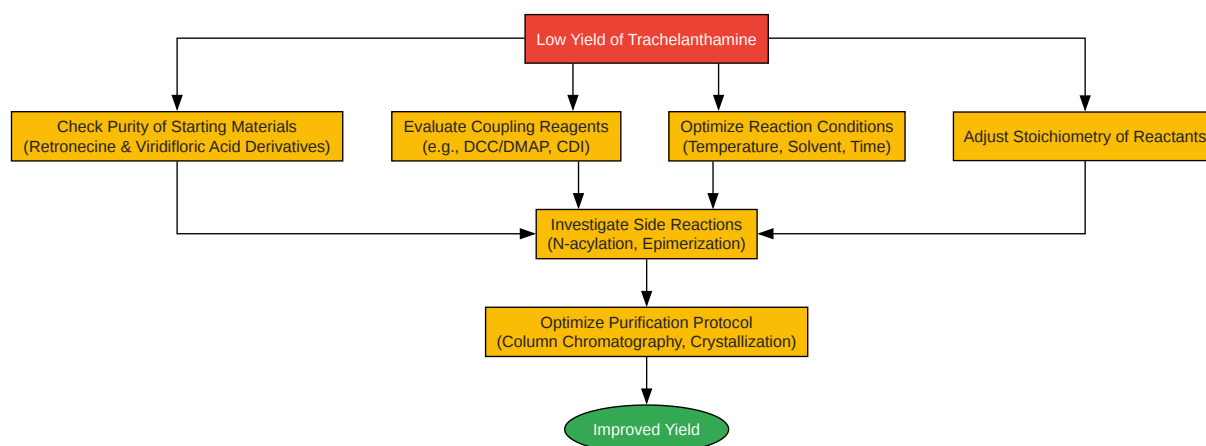 Low Yield of Trachelanthamine
Check Purity of Starting Materials
(Retronecine & Viridifloric Acid Derivatives)
Evaluate Coupling Reagents
(e.g., DCC/DMAP, CDI)
Optimize Reaction Conditions
(Temperature, Solvent, Time)
Adjust Stoichiometry of Reactants
Investigate Side Reactions
(N-acylation, Epimerization)
Optimize Purification Protocol
(Column Chromatography, Crystallization)
Improved Yield